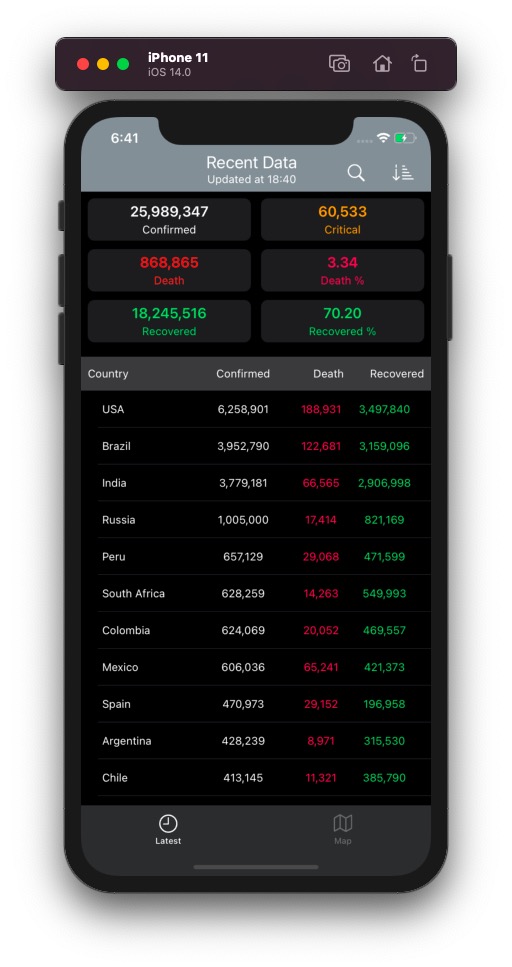 iPhone 11
iOS 14.0
6:41
Recent Data
Updated at 18:40
25,989,347 60,533
Confirmed Critical
868,865 3.34
Death Death %
18,245,516 70.20
Recovered Recovered %
Country Confirmed Death Recovered
USA 6,258,901 188,931 3,497,840
Brazil 3,952,790 122,681 3,159,096
India 3,779,181 66,565 2,906,998
Russia 1,005,000 17,414 821,169
Peru 657,129 29,068 471,599
South Africa 628,259 14,263 549,993
Colombia 624,069 20,052 469,557
Mexico 606,036 65,241 421,373
Spain 470,973 29,152 196,958
Argentina 428,239 8,971 315,530
Chile 413,145 11,321 385,790
Latest Map